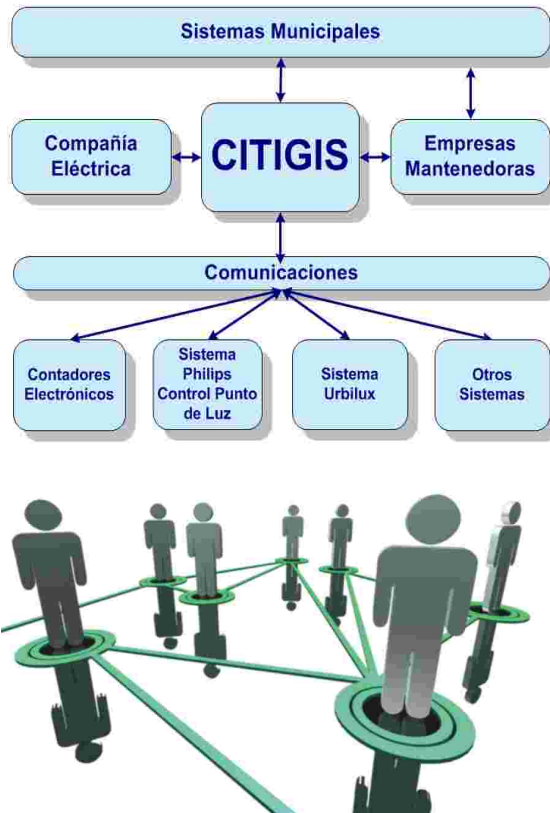 Sistemas Municipales
Compañía
Eléctrica
CITIGIS
Empresas
Mantenedoras
Comunicaciones
Contadores
Electrónicos
Sistema
Philips
Control Punto
de Luz
Sistema
Urbilux
Otros
Sistemas